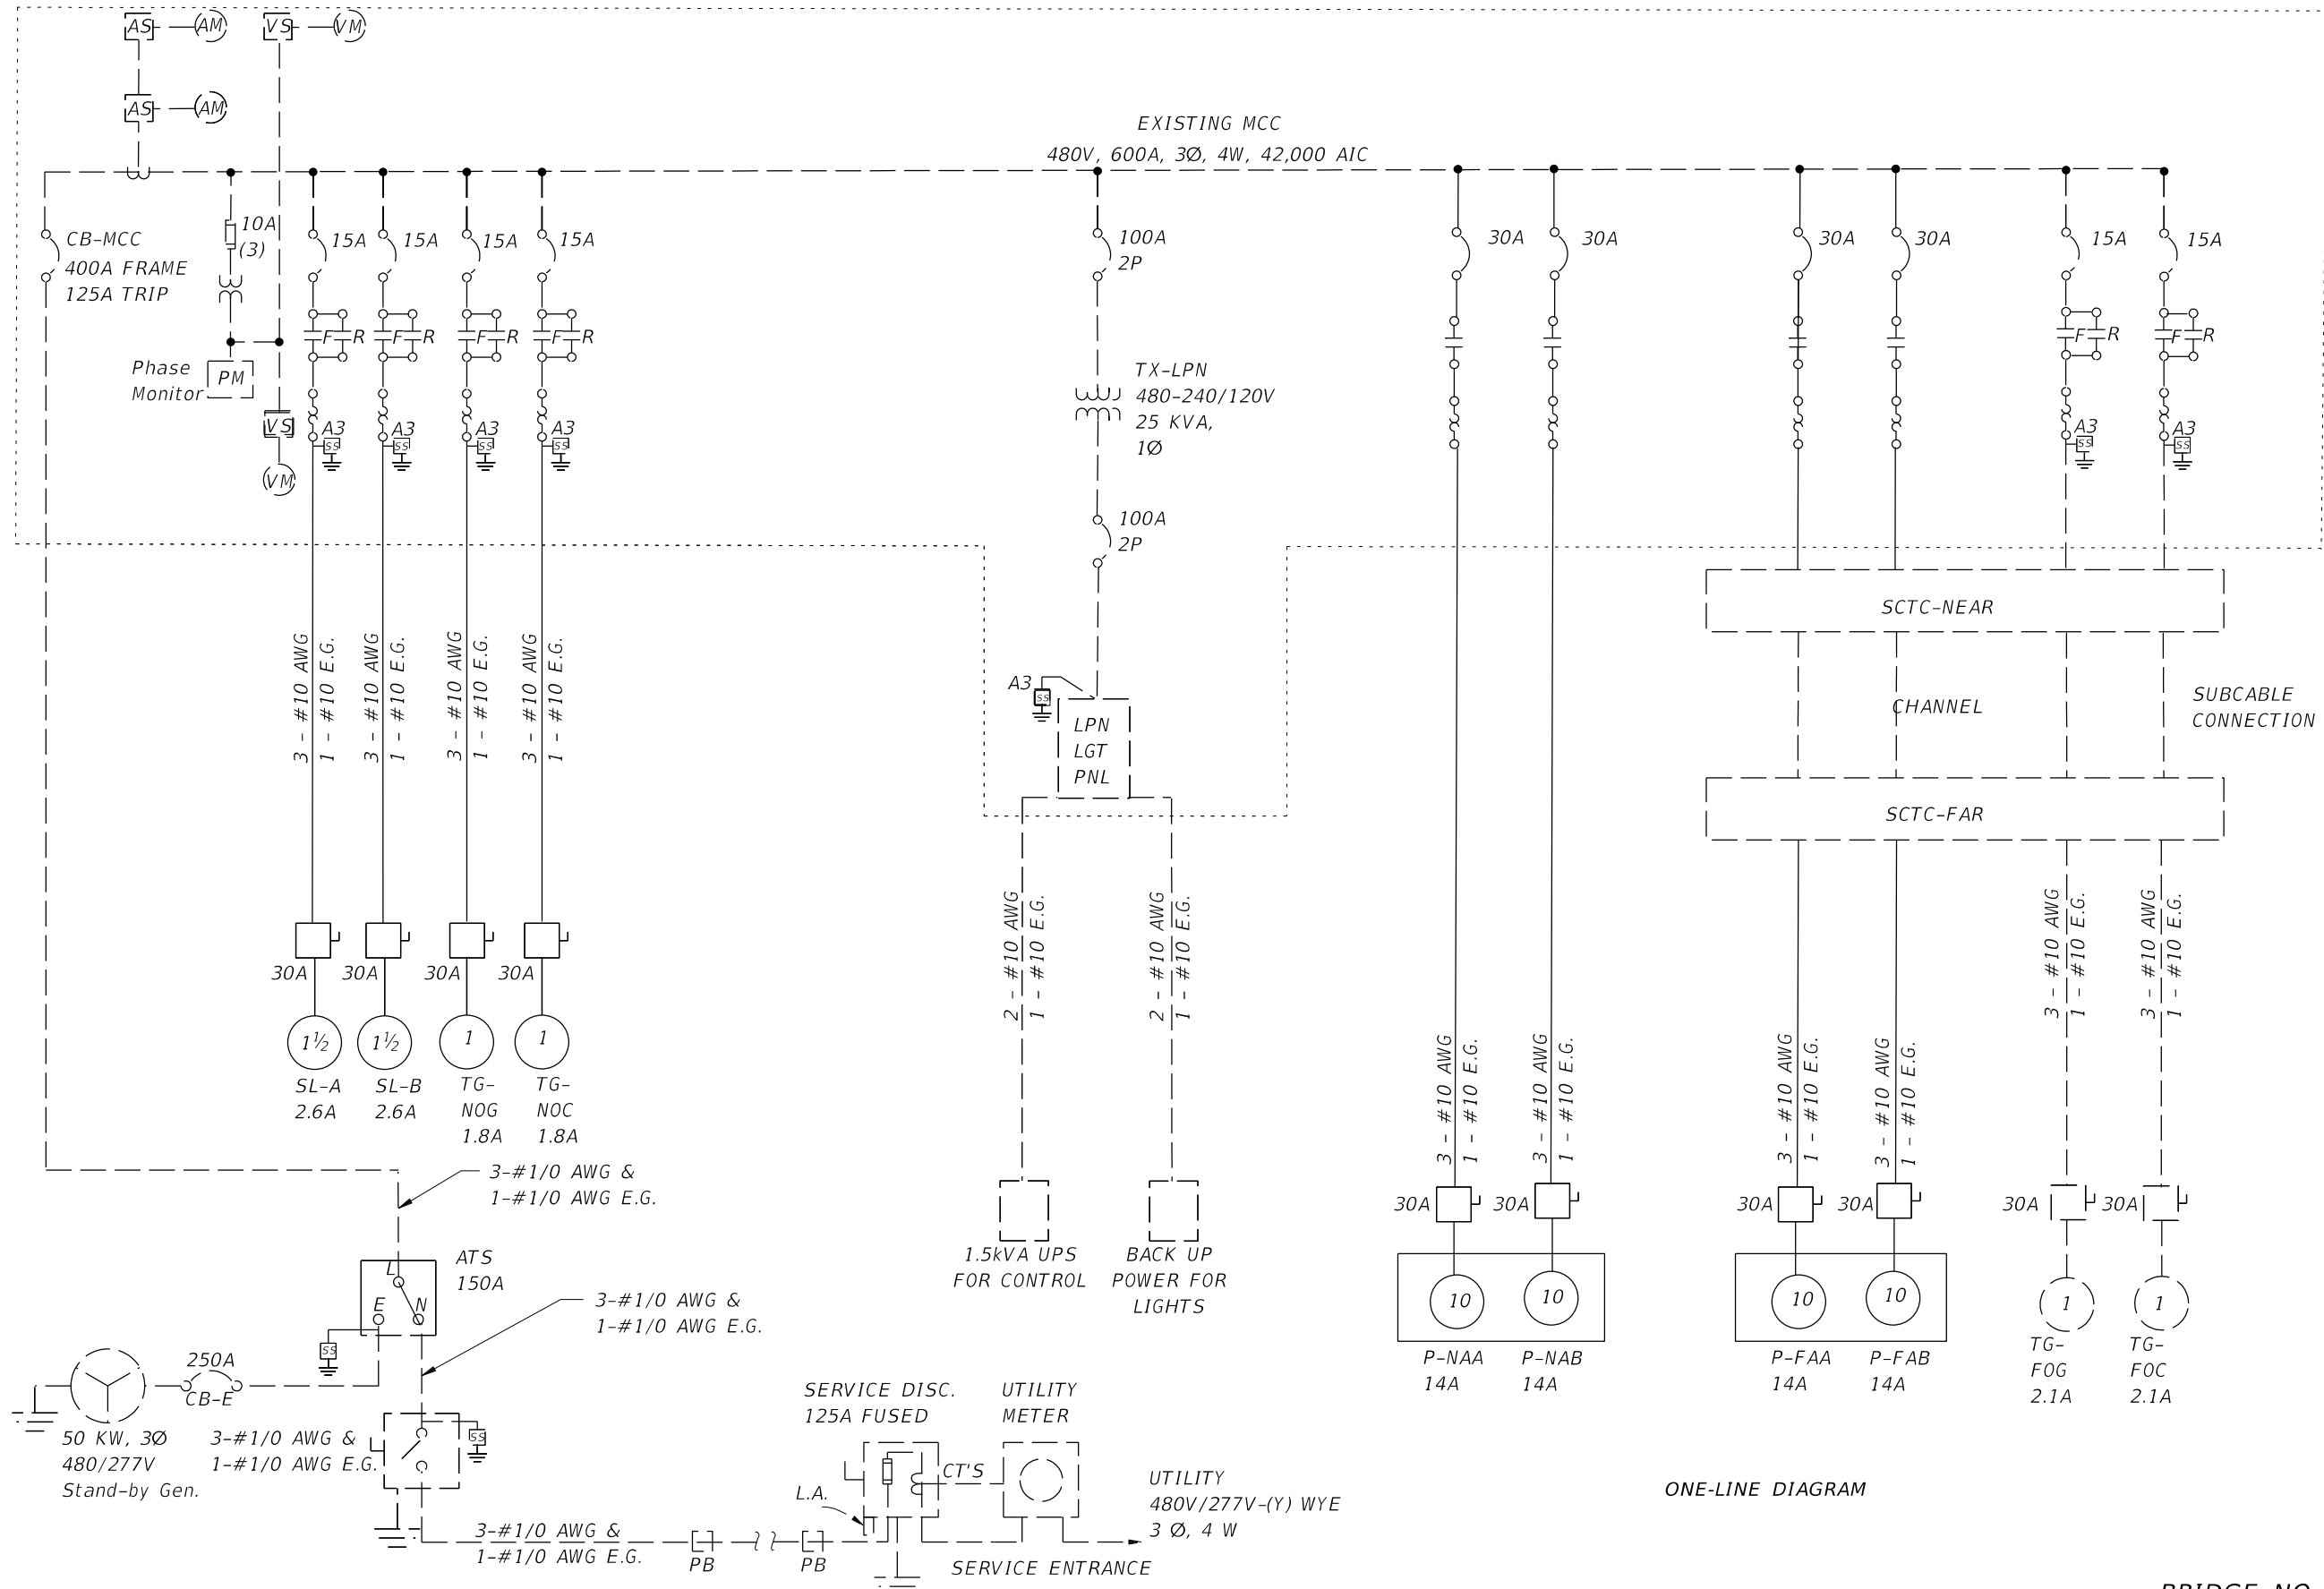 AS AM VS VM
AS AM
EXISTING MCC
480V, 600A, 3Ø, 4W, 42,000 AIC
CB-MCC
400A FRAME
125A TRIP
10A
(3)
15A 15A 15A 15A
100A
2P
30A 30A 30A 30A 15A 15A
F R F R F R F R F R F R
Phase
Monitor
PM
VS
VM
A3 A3 A3 A3 A3 A3
SS SS SS SS SS SS
TX-LPN
480-240/120V
25 KVA,
1Ø
100A
2P
SCTC-NEAR
CHANNEL
SUBCABLE
CONNECTION
SCTC-FAR
A3
SS
LPN
LGT
PNL
3 - #10 AWG
1 - #10 E.G.
3 - #10 AWG
1 - #10 E.G.
3 - #10 AWG
1 - #10 E.G.
3 - #10 AWG
1 - #10 E.G.
2 - #10 AWG
1 - #10 E.G.
2 - #10 AWG
1 - #10 E.G.
3 - #10 AWG
1 - #10 E.G.
3 - #10 AWG
1 - #10 E.G.
3 - #10 AWG
1 - #10 E.G.
3 - #10 AWG
1 - #10 E.G.
3 - #10 AWG
1 - #10 E.G.
3 - #10 AWG
1 - #10 E.G.
30A 30A 30A 30A
1½ 1½ 1 1
SL-A
2.6A
SL-B
2.6A
TG-
NOG
1.8A
TG-
NOC
1.8A
3-#1/0 AWG &
1-#1/0 AWG E.G.
ATS
150A
L
E N
SS
3-#1/0 AWG &
1-#1/0 AWG E.G.
250A
CB-E
50 KW, 3Ø
480/277V
Stand-by Gen.
3-#1/0 AWG &
1-#1/0 AWG E.G.
SS
3-#1/0 AWG &
1-#1/0 AWG E.G.
PB
PB
L.A.
SERVICE DISC.
125A FUSED
CT'S
UTILITY
METER
UTILITY
480V/277V-(Y) WYE
3 Ø, 4 W
SERVICE ENTRANCE
1.5kVA UPS
FOR CONTROL
BACK UP
POWER FOR
LIGHTS
30A 30A 30A 30A 30A 30A
10 10 10 10 1 1
P-NAA
14A
P-NAB
14A
P-FAA
14A
P-FAB
14A
TG-
FOG
2.1A
TG-
FOC
2.1A
ONE-LINE DIAGRAM